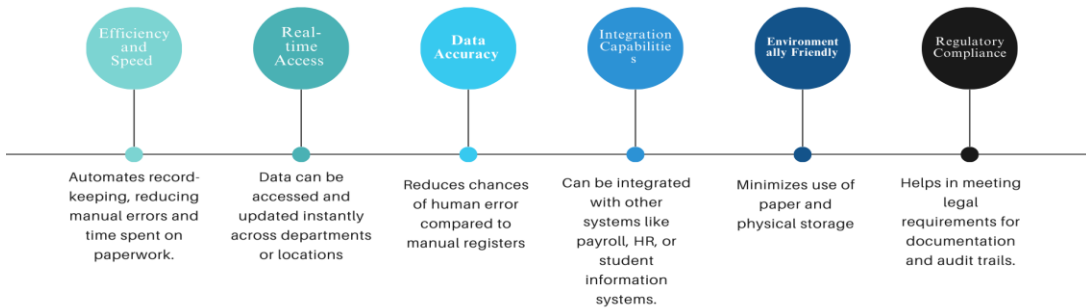 Efficiency
and
Speed
Real-
time
Access
Data
Accuracy
Integration
Capabilitie
s
Environment
ally Friendly
Regulatory
Compliance
Automates record-
keeping, reducing
manual errors and
time spent on
paperwork.
Data can be
accessed and
updated instantly
across departments
or locations
Reduces chances
of human error
compared to
manual registers
Can be integrated
with other
systems like
payroll, HR, or
student
information
systems.
Minimizes use of
paper and
physical storage
Helps in meeting
legal
requirements for
documentation
and audit trails.